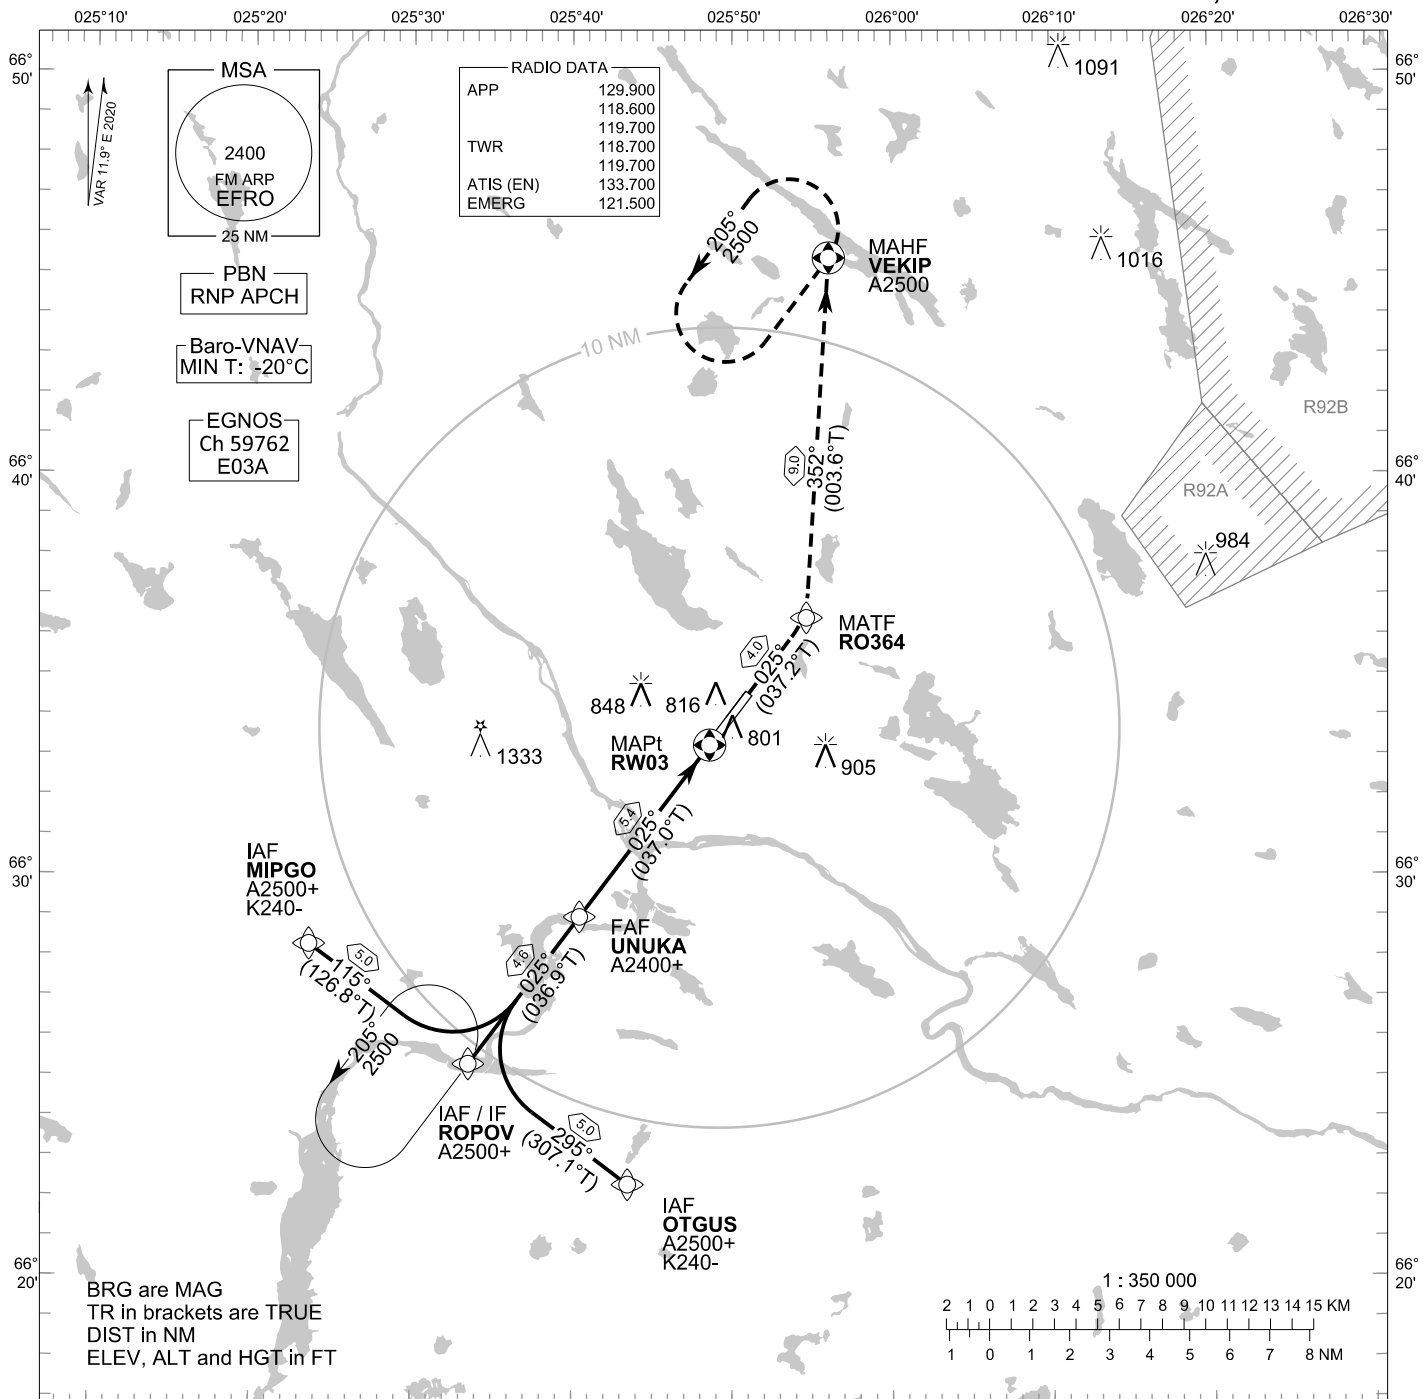 025°10' 025°20' 025°30' 025°40' 025°50' 026°00' 026°10' 026°20' 026°30'
66°
50'
66°
50'
VAR 11.9° E 2020
MSA
2400
FM ARP
EFRO
25 NM
RADIO DATA
APP 129.900
118.600
119.700
TWR 118.700
119.700
ATIS (EN) 133.700
EMERG 121.500
1091
1016
PBN
RNP APCH
Baro-VNAV
MIN T: -20°C
EGNOS
Ch 59762
E03A
205°
2500
MAHF
VEKIP
A2500
10 NM
R92B
R92A
984
66°
40'
66°
40'
9.0
352°
(003.6°T)
MATF
RO364
4.0
025°
(037.2°T)
848
816
801
905
1333
MAPt
RW03
5.4
025°
(037.0°T)
66°
30'
66°
30'
IAF
MIPGO
A2500+
K240-
5.0
115°
(126.8°T)
FAF
UNUKA
A2400+
4.6
025°
(036.9°T)
205°
2500
IAF / IF
ROPOV
A2500+
5.0
295°
(307.1°T)
IAF
OTGUS
A2500+
K240-
66°
20'
66°
20'
BRG are MAG
TR in brackets are TRUE
DIST in NM
ELEV, ALT and HGT in FT
1 : 350 000
2 1 0 1 2 3 4 5 6 7 8 9 10 11 12 13 14 15 KM
1 0 1 2 3 4 5 6 7 8 NM